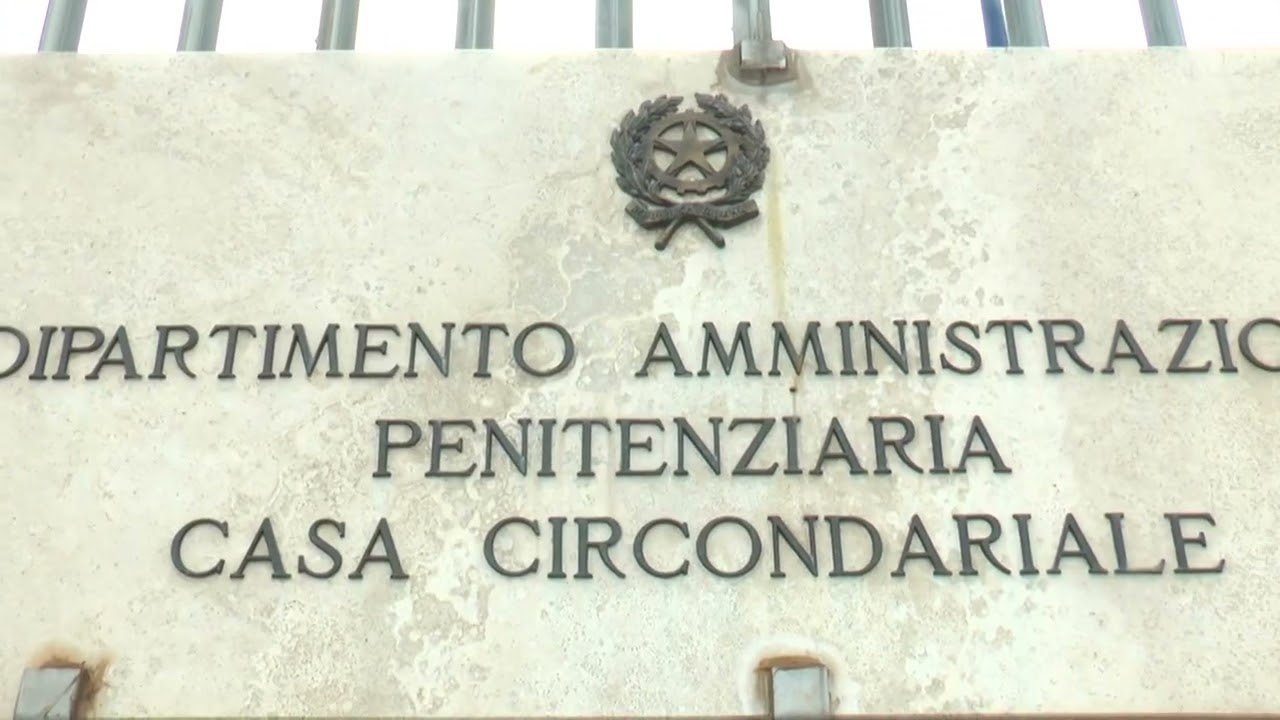 DIPARTIMENTO AMMINISTRAZIO
PENITENZIARIA
CASA CIRCONDARIALE